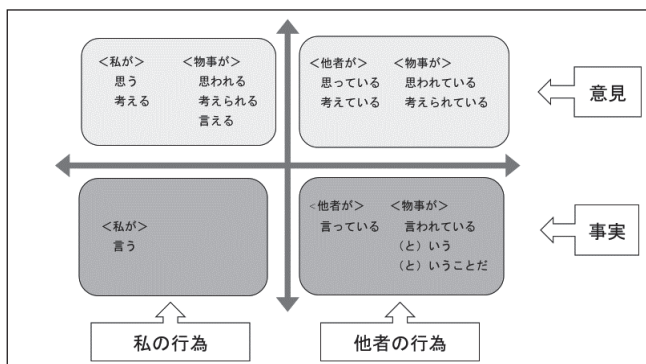 ＜私が＞　＜物事が＞
思う　思われる
考える　考えられる
言える
＜他者が＞　＜物事が＞
思っている　思われている
考えている　考えられている
意見
＜私が＞
言う
＜他者が＞　＜物事が＞
言っている　言われている
（と）いう
（と）いうことだ
事実
私の行為
他者の行為